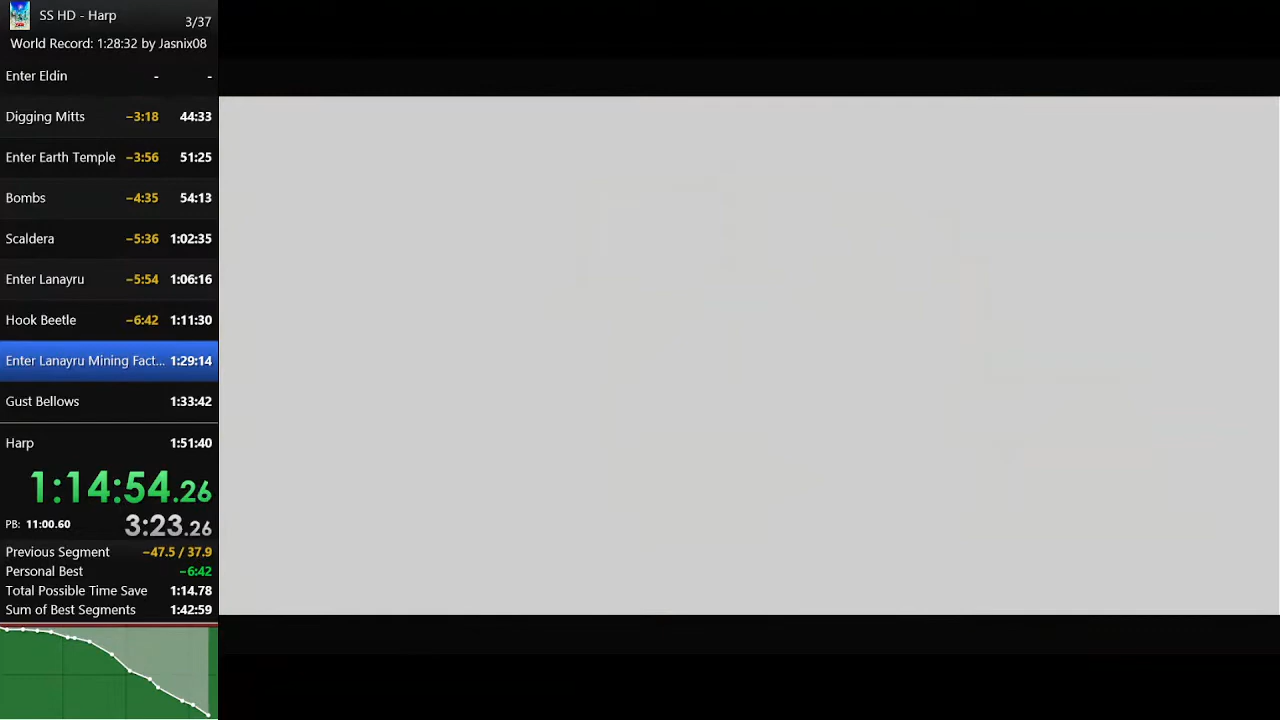 SS HD - Harp
3/37
World Record: 1:28:32 by Jasnix08
Enter Eldin - -
Digging Mitts −3:18 44:33
Enter Earth Temple −3:56 51:25
Bombs −4:35 54:13
Scaldera −5:36 1:02:35
Enter Lanayru −5:54 1:06:16
Hook Beetle −6:42 1:11:30
Enter Lanayru Mining Fact... 1:29:14
Gust Bellows 1:33:42
Harp 1:51:40
1:14:54.26
PB: 11:00.60 3:23.26
Previous Segment −47.5 / 37.9
Personal Best −6:42
Total Possible Time Save 1:14.78
Sum of Best Segments 1:42:59